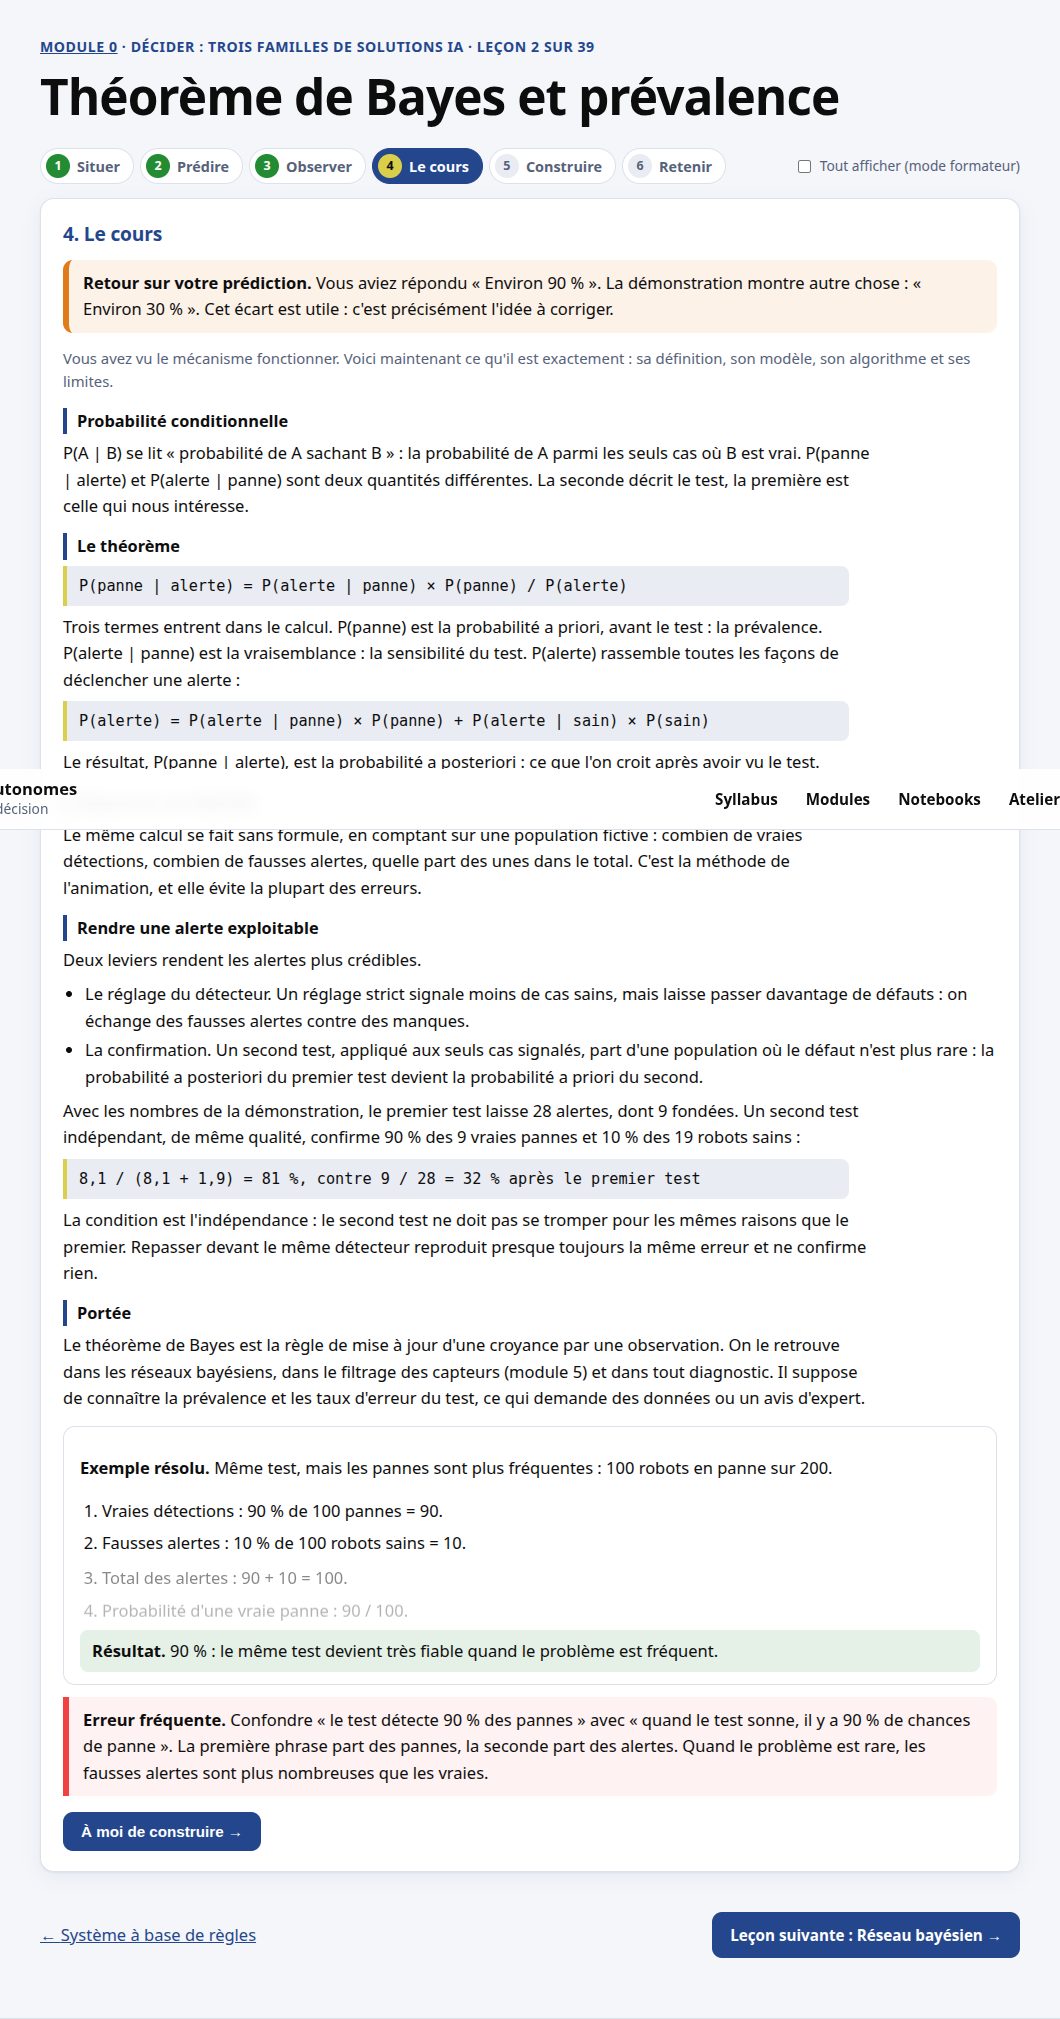 MODULE 0 · DÉCIDER : TROIS FAMILLES DE SOLUTIONS IA · LEÇON 2 SUR 39
Théorème de Bayes et prévalence
1 Situer 2 Prédire 3 Observer 4 Le cours 5 Construire 6 Retenir Tout afficher (mode formateur)
4. Le cours
Retour sur votre prédiction. Vous aviez répondu « Environ 90 % ». La démonstration montre autre chose : «
Environ 30 % ». Cet écart est utile : c'est précisément l'idée à corriger.
Vous avez vu le mécanisme fonctionner. Voici maintenant ce qu'il est exactement : sa définition, son modèle, son algorithme et ses
limites.
Probabilité conditionnelle
P(A | B) se lit « probabilité de A sachant B » : la probabilité de A parmi les seuls cas où B est vrai. P(panne
| alerte) et P(alerte | panne) sont deux quantités différentes. La seconde décrit le test, la première est
celle qui nous intéresse.
Le théorème
P(panne | alerte) = P(alerte | panne) × P(panne) / P(alerte)
Trois termes entrent dans le calcul. P(panne) est la probabilité a priori, avant le test : la prévalence.
P(alerte | panne) est la vraisemblance : la sensibilité du test. P(alerte) rassemble toutes les façons de
déclencher une alerte :
P(alerte) = P(alerte | panne) × P(panne) + P(alerte | sain) × P(sain)
Le résultat, P(panne | alerte), est la probabilité a posteriori : ce que l'on croit après avoir vu le test.
utonomes
décision
Syllabus Modules Notebooks Atelier
Le même calcul se fait sans formule, en comptant sur une population fictive : combien de vraies
détections, combien de fausses alertes, quelle part des unes dans le total. C'est la méthode de
l'animation, et elle évite la plupart des erreurs.
Rendre une alerte exploitable
Deux leviers rendent les alertes plus crédibles.
• Le réglage du détecteur. Un réglage strict signale moins de cas sains, mais laisse passer davantage de défauts : on
échange des fausses alertes contre des manques.
• La confirmation. Un second test, appliqué aux seuls cas signalés, part d'une population où le défaut n'est plus rare : la
probabilité a posteriori du premier test devient la probabilité a priori du second.
Avec les nombres de la démonstration, le premier test laisse 28 alertes, dont 9 fondées. Un second test
indépendant, de même qualité, confirme 90 % des 9 vraies pannes et 10 % des 19 robots sains :
8,1 / (8,1 + 1,9) = 81 %, contre 9 / 28 = 32 % après le premier test
La condition est l'indépendance : le second test ne doit pas se tromper pour les mêmes raisons que le
premier. Repasser devant le même détecteur reproduit presque toujours la même erreur et ne confirme
rien.
Portée
Le théorème de Bayes est la règle de mise à jour d'une croyance par une observation. On le retrouve
dans les réseaux bayésiens, dans le filtrage des capteurs (module 5) et dans tout diagnostic. Il suppose
de connaître la prévalence et les taux d'erreur du test, ce qui demande des données ou un avis d'expert.
Exemple résolu. Même test, mais les pannes sont plus fréquentes : 100 robots en panne sur 200.
1. Vraies détections : 90 % de 100 pannes = 90.
2. Fausses alertes : 10 % de 100 robots sains = 10.
3. Total des alertes : 90 + 10 = 100.
4. Probabilité d'une vraie panne : 90 / 100.
Résultat. 90 % : le même test devient très fiable quand le problème est fréquent.
Erreur fréquente. Confondre « le test détecte 90 % des pannes » avec « quand le test sonne, il y a 90 % de chances
de panne ». La première phrase part des pannes, la seconde part des alertes. Quand le problème est rare, les
fausses alertes sont plus nombreuses que les vraies.
À moi de construire →
← Système à base de règles
Leçon suivante : Réseau bayésien →